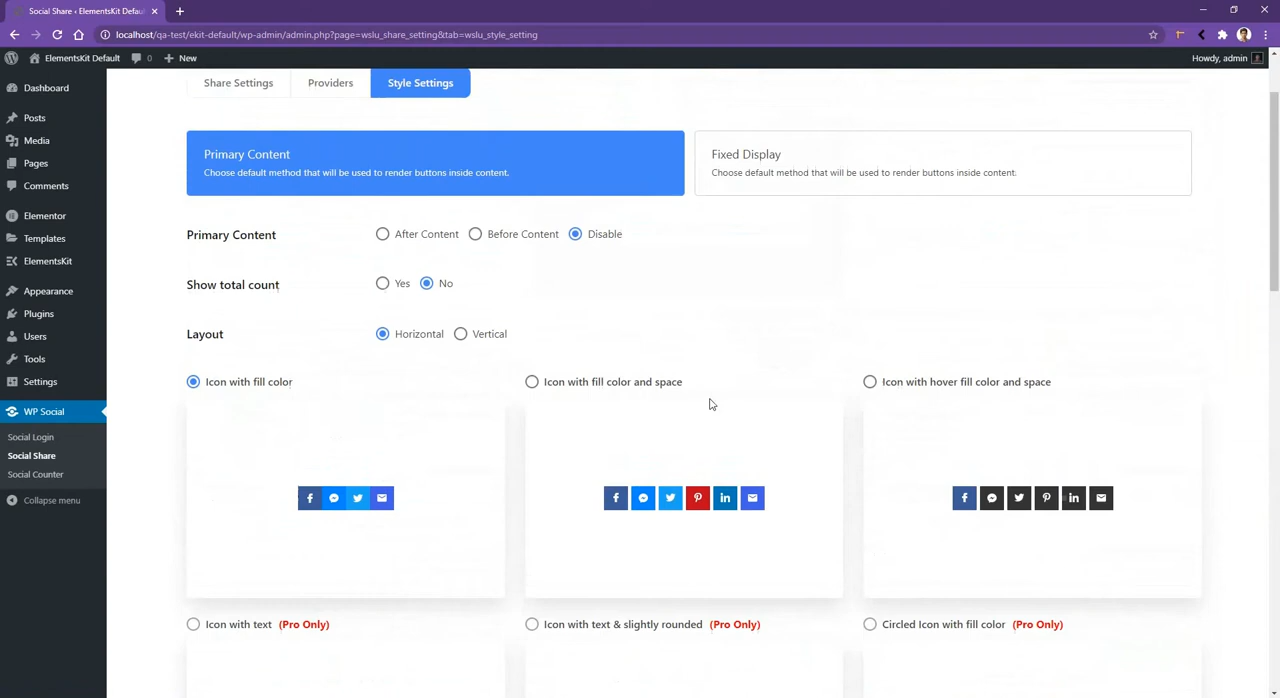 Social Share ‹ ElementsKit Defau
localhost/qa-test/ekit-default/wp-admin/admin.php?page=wslu_share_setting&tab=wslu_style_setting
ElementsKit Default
0
New
Howdy, admin
Dashboard
Posts
Media
Pages
Comments
Elementor
Templates
ElementsKit
Appearance
Plugins
Users
Tools
Settings
WP Social
Social Login
Social Share
Social Counter
Collapse menu
Share Settings
Providers
Style Settings
Primary Content
Choose default method that will be used to render buttons inside content.
Fixed Display
Choose default method that will be used to render buttons inside content.
Primary Content
After Content
Before Content
Disable
Show total count
Yes
No
Layout
Horizontal
Vertical
Icon with fill color
Icon with fill color and space
Icon with hover fill color and space
Icon with text (Pro Only)
Icon with text & slightly rounded (Pro Only)
Circled Icon with fill color (Pro Only)